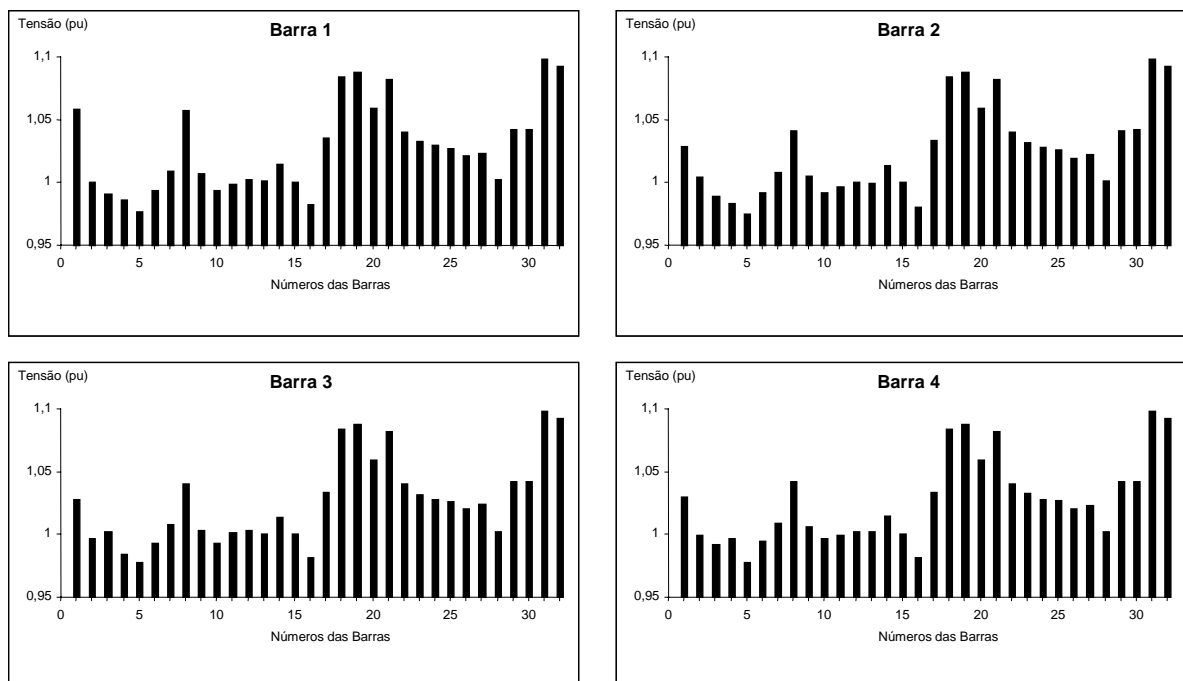 Tensão (pu)
Barra 1
1,1
1,05
1
0,95
0 5 10 15 20 25 30
Números das Barras
Tensão (pu)
Barra 2
1,1
1,05
1
0,95
0 5 10 15 20 25 30
Números das Barras
Tensão (pu)
Barra 3
1,1
1,05
1
0,95
0 5 10 15 20 25 30
Números das Barras
Tensão (pu)
Barra 4
1,1
1,05
1
0,95
0 5 10 15 20 25 30
Números das Barras